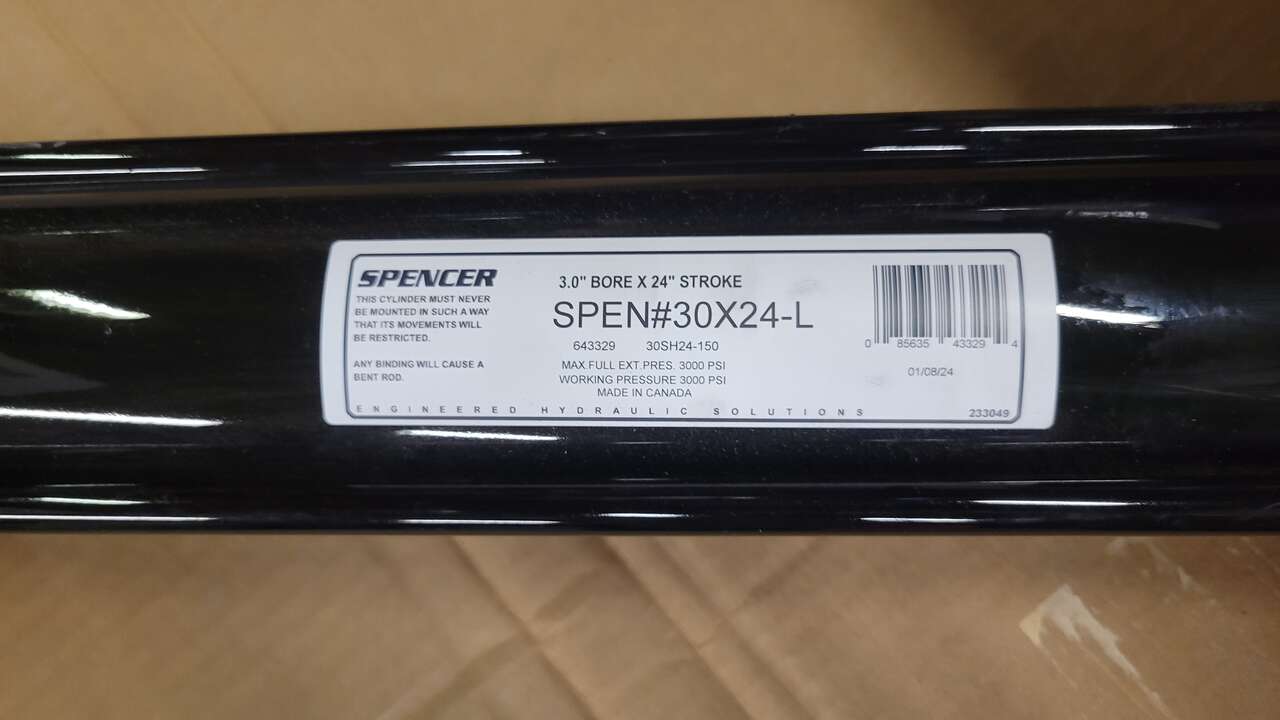 SPENCER
THIS CYLINDER MUST NEVER
BE MOUNTED IN SUCH A WAY
THAT ITS MOVEMENTS WILL
BE RESTRICTED.
ANY BINDING WILL CAUSE A
BENT ROD.
3.0" BORE X 24" STROKE
SPEN#30X24-L
643329 30SH24-150
MAX.FULL EXT.PRES. 3000 PSI
WORKING PRESSURE 3000 PSI
MADE IN CANADA
0 85635 43329 4
01/08/24
ENGINEERED HYDRAULIC SOLUTIONS
233049